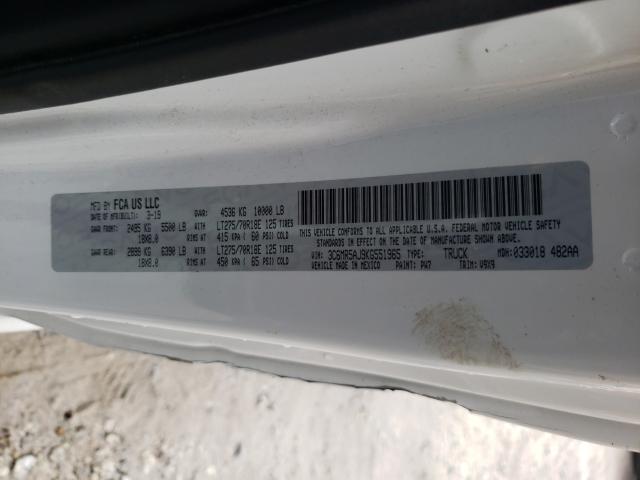 MFD BY FCA US LLC
DATE OF MFR(BUILT): 3-19 GVWR: 4536 KG 10000 LB
GAWR FRONT: 2495 KG 5500 LB WITH LT275/70R18E 125 TIRES
18X8.0 RIMS AT 415 KPA ( 60 PSI) COLD
GAWR REAR: 2899 KG 6390 LB WITH LT275/70R18E 125 TIRES
18X8.0 RIMS AT 450 KPA ( 65 PSI) COLD
THIS VEHICLE CONFORMS TO ALL APPLICABLE U.S.A. FEDERAL MOTOR VEHICLE SAFETY
STANDARDS IN EFFECT ON THE DATE OF MANUFACTURE SHOWN ABOVE.
VIN: 3C6MR5AJ9KG551965 TYPE: TRUCK MDH: 033018 482AA
MADE IN MEXICO PAINT: PW7 TRIM: V9X9